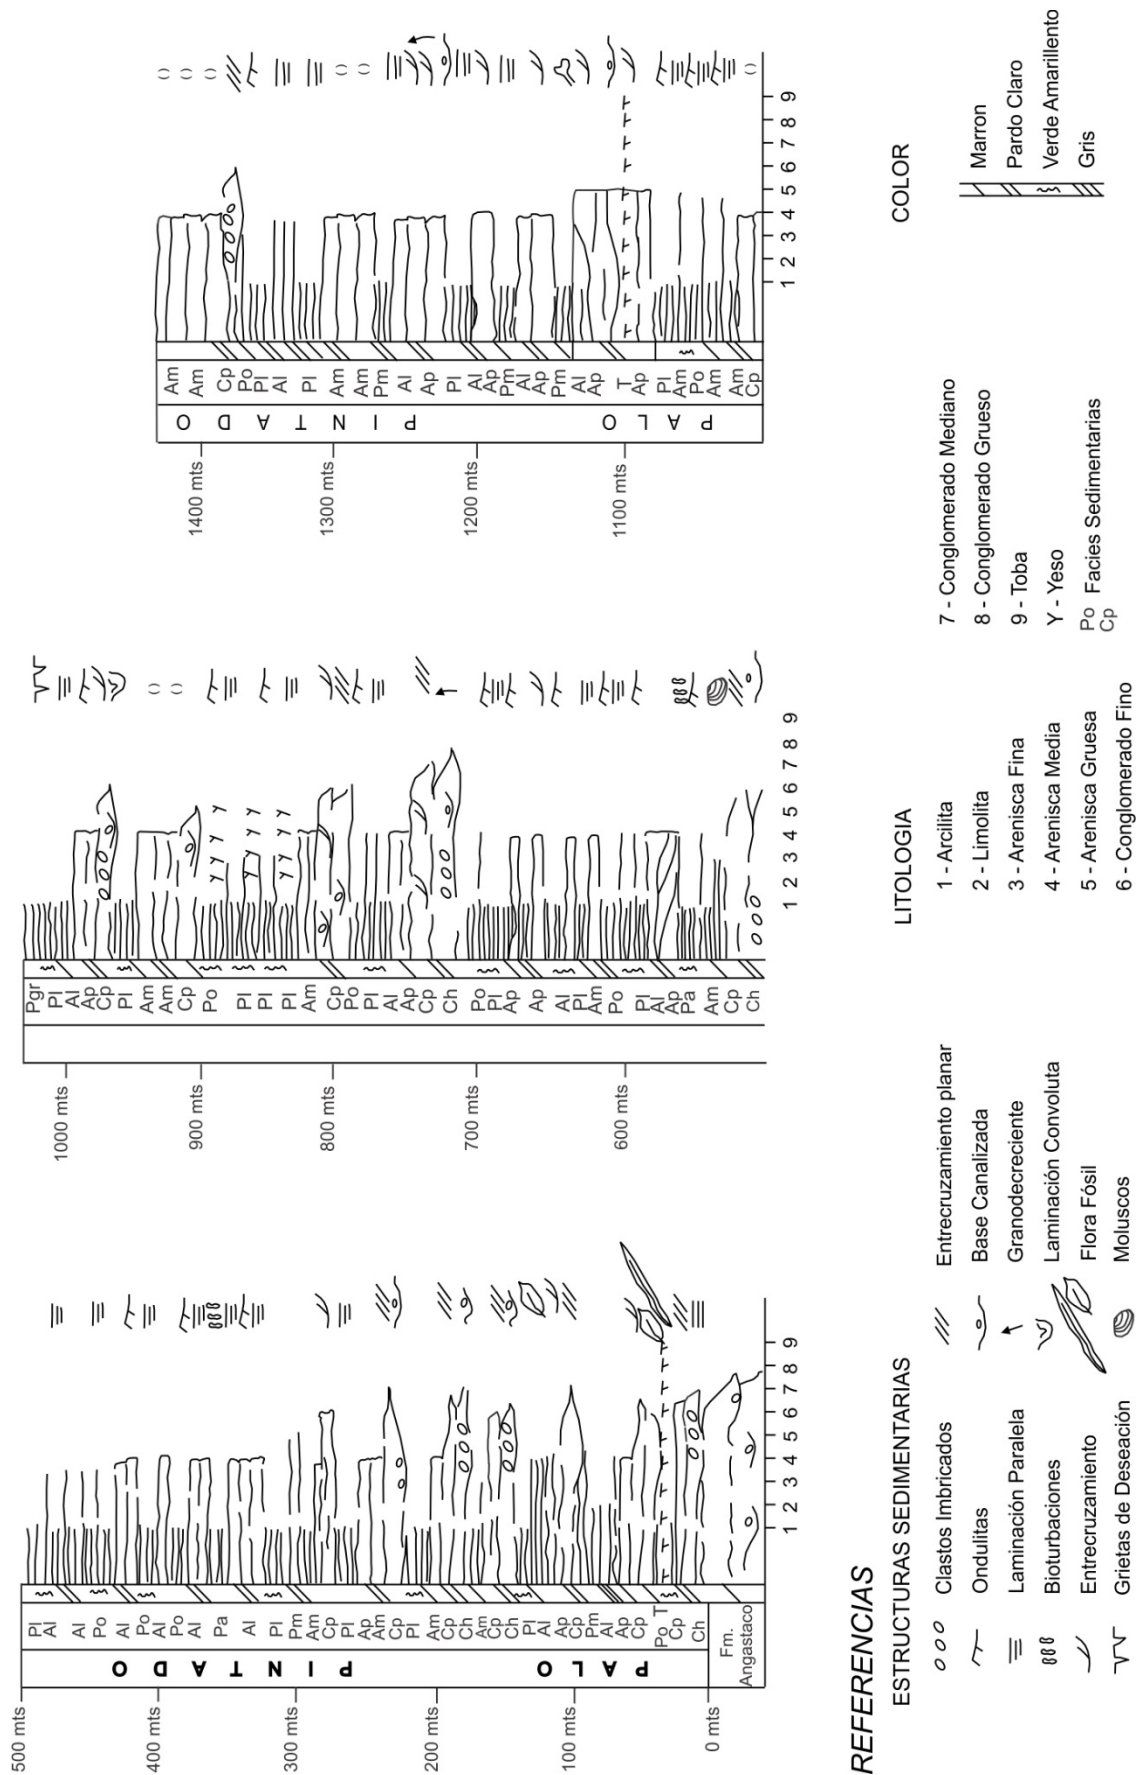 500 mts
400 mts
300 mts
200 mts
100 mts
0 mts
PALO PINTADO
Pl
Al
Al
Po
Al
Po
Al
Po
Al
Pa
Al
Pl
Pm
Am
Cp
Pl
Ap
Am
Cp
Pl
Am
Cp
Ch
Am
Cp
Ch
Pl
Al
Ap
Cp
Pm
Al
Ap
Cp
Po T
Cp
Fm.
Angastaco
1 2 3 4 5 6 7 8 9
1000 mts
900 mts
800 mts
700 mts
600 mts
Pgr
Pl
Al
Ap
Cp
Pl
Am
Am
Cp
Po
Pl
Pl
Pl
Am
Cp
Po
Pl
Al
Ap
Cp
Ch
Po
Pl
Ap
Ap
Al
Pl
Am
Po
Pl
Al
Ap
Pa
Am
Cp
Ch
Y Y Y Y
Y Y Y Y
Y Y Y Y
1 2 3 4 5 6 7 8 9
1400 mts
1300 mts
1200 mts
1100 mts
PALO PINTADO
Am
Am
Cp
Po
Pl
Al
Pl
Am
Am
Pm
Al
Ap
Pl
Al
Ap
Pm
Al
Ap
Pm
Al
Ap
T
Ap
Pl
Am
Po
Am
Am
Cp
1 2 3 4 5 6 7 8 9
REFERENCIAS
ESTRUCTURAS SEDIMENTARIAS
Clastos Imbricados
Ondulitas
Laminación Paralela
Bioturbaciones
Entrecruzamiento
Grietas de Deseación
Entrecruzamiento planar
Base Canalizada
Granodecreciente
Laminación Convoluta
Flora Fósil
Moluscos
LITOLOGIA
1 - Arcilita
2 - Limolita
3 - Arenisca Fina
4 - Arenisca Media
5 - Arenisca Gruesa
6 - Conglomerado Fino
7 - Conglomerado Mediano
8 - Conglomerado Grueso
9 - Toba
Y - Yeso
Po Facies Sedimentarias
Cp
COLOR
Marron
Pardo Claro
Verde Amarillento
Gris